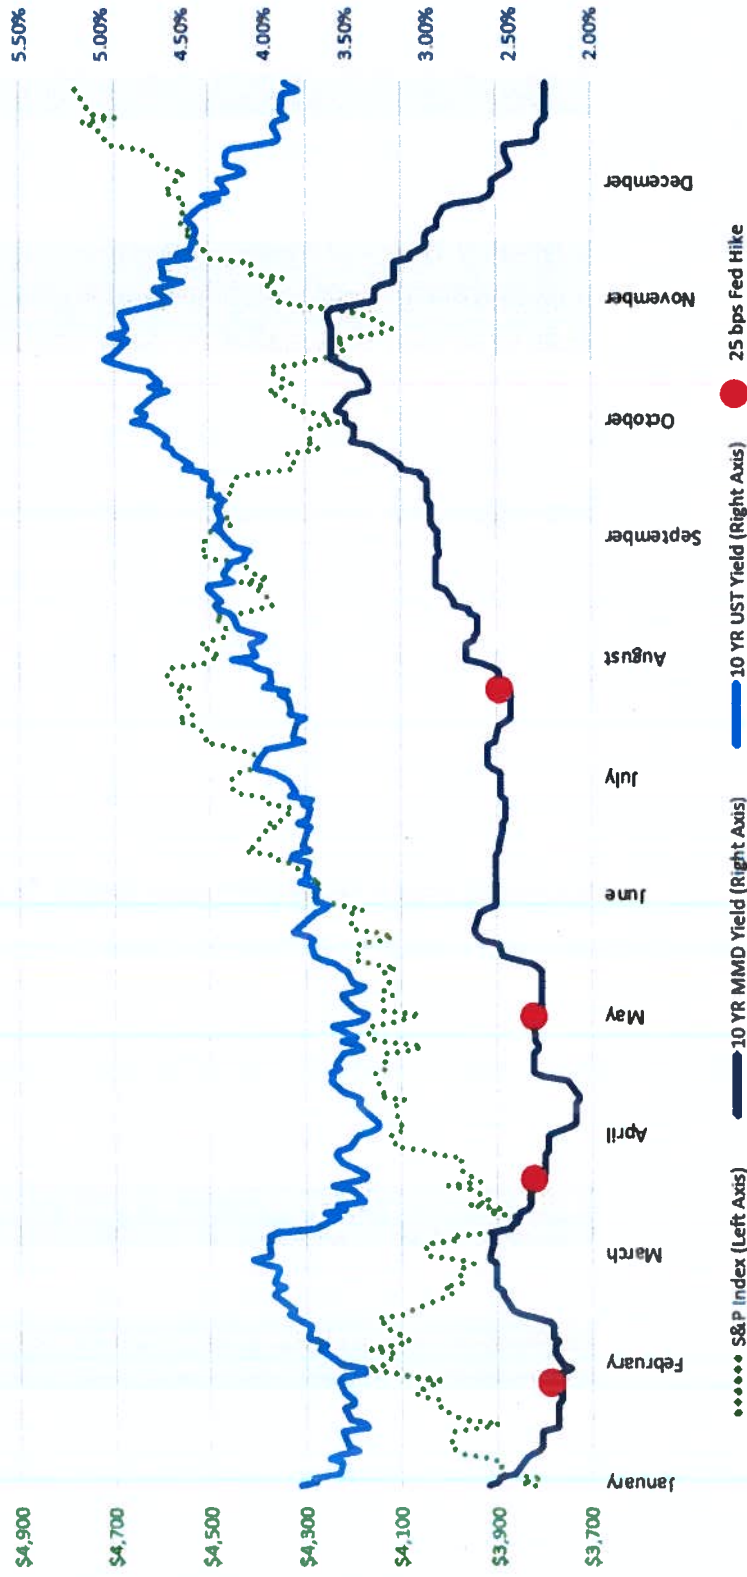 $4,900
$4,700
$4,500
$4,300
$4,100
$3,900
$3,700
5.50%
5.00%
4.50%
4.00%
3.50%
3.00%
2.50%
2.00%
January
February
March
April
May
June
July
August
September
October
November
December
S&P Index (Left Axis)
10 YR MMD Yield (Right Axis)
10 YR UST Yield (Right Axis)
25 bps Fed Hike